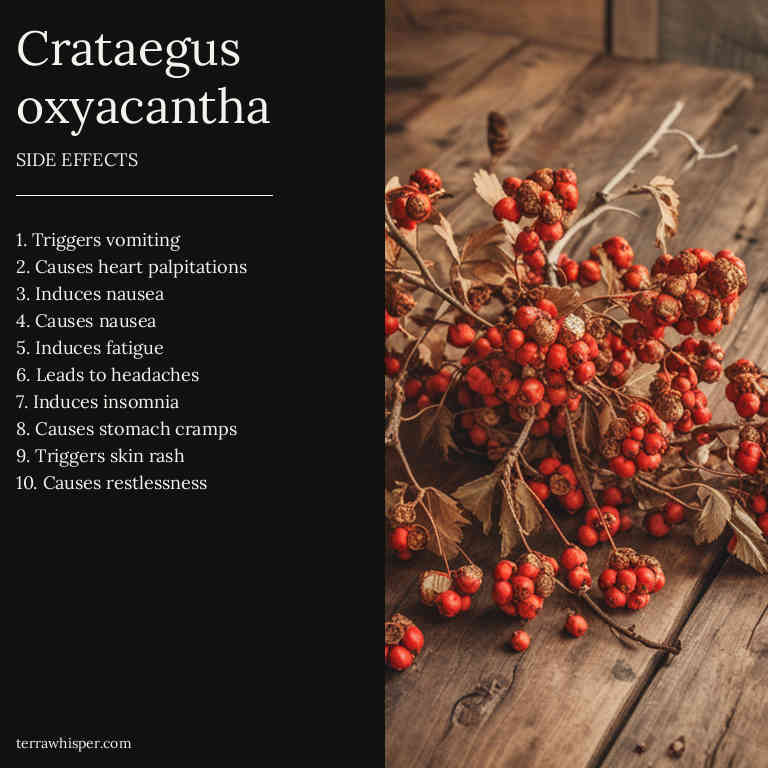 Crataegus
oxyacantha
SIDE EFFECTS
1. Triggers vomiting
2. Causes heart palpitations
3. Induces nausea
4. Causes nausea
5. Induces fatigue
6. Leads to headaches
7. Induces insomnia
8. Causes stomach cramps
9. Triggers skin rash
10. Causes restlessness
terrawhisper.com